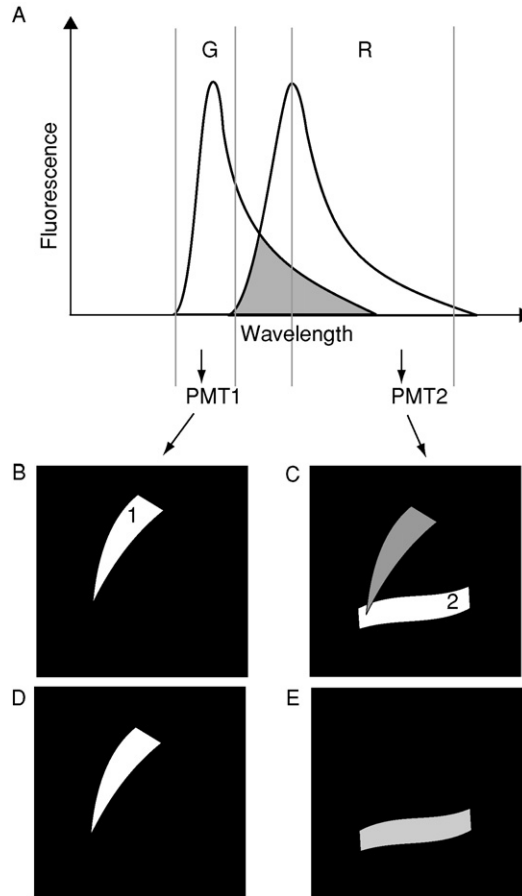 A
G R
Fluorescence
Wavelength
PMT1 PMT2
B C
1
2
D E